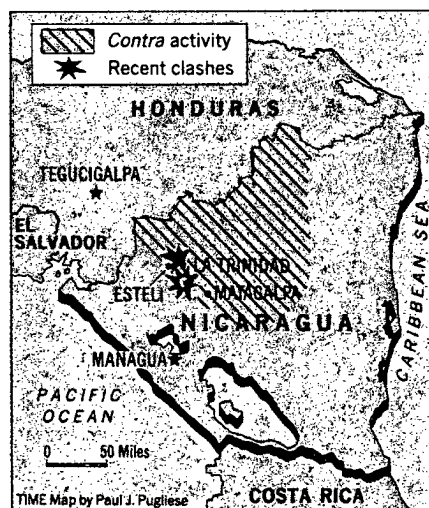 Contra activity
Recent clashes
HONDURAS
TEGUCIGALPA
EL
SALVADOR
LA TRINIDAD
ESTELI
MATAGALPA
NICARAGUA
MANAGUA
CARIBBEAN SEA
PACIFIC
OCEAN
0 50 Miles
TIME Map by Paul J. Pugliese
COSTA RICA